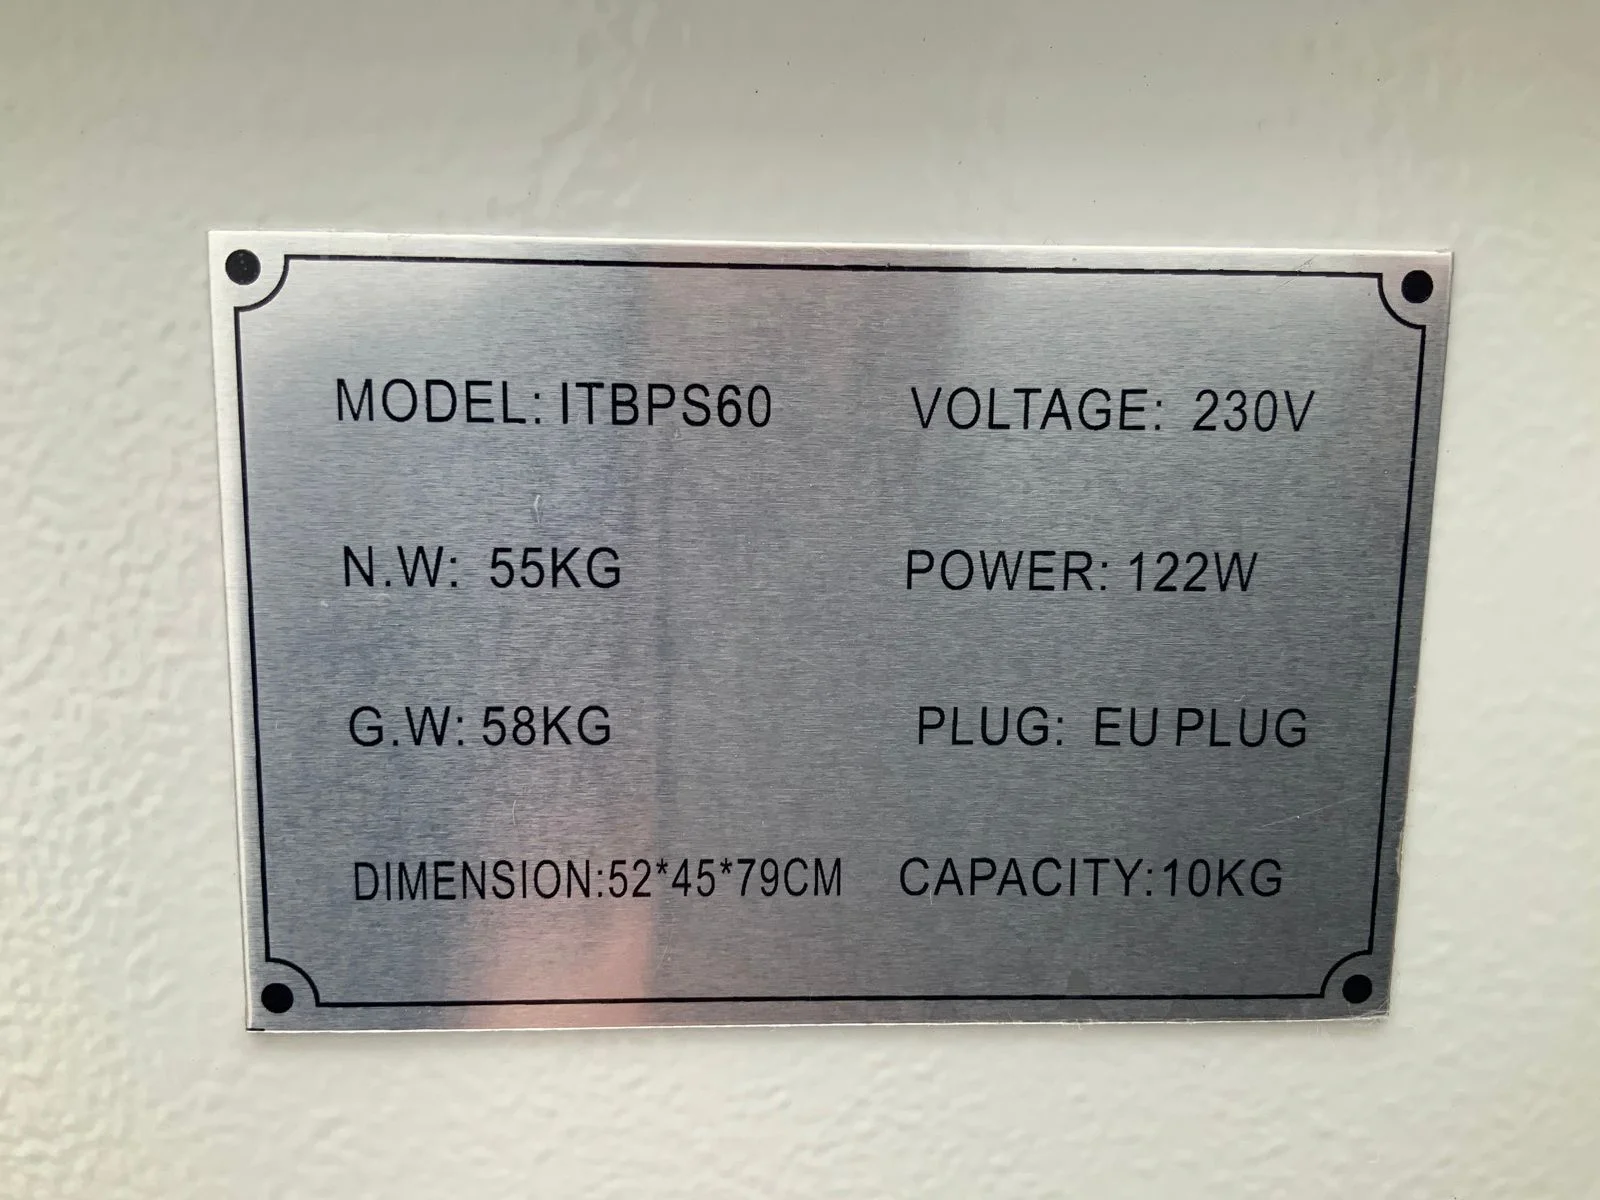 MODEL: ITBPS60 VOLTAGE: 230V
N.W: 55KG POWER: 122W
G.W: 58KG PLUG: EU PLUG
DIMENSION:52*45*79CM CAPACITY:10KG